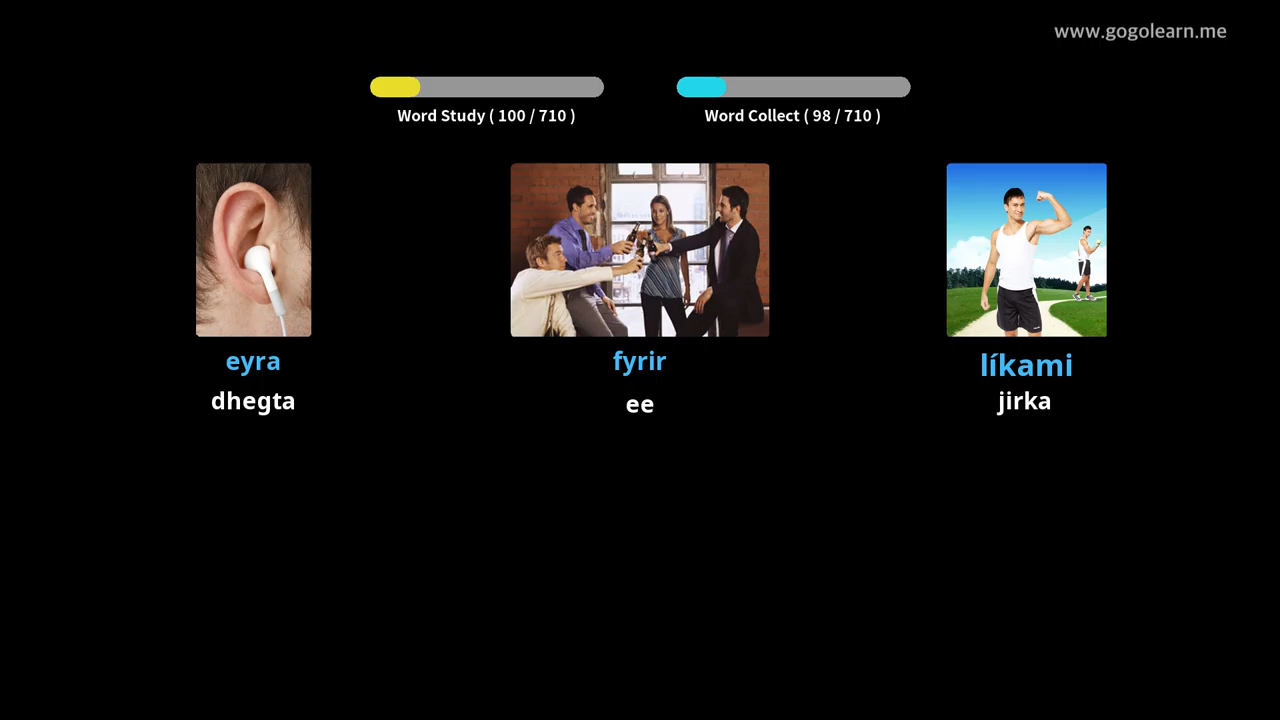 www.gogolearn.me
Word Study ( 100 / 710 )
Word Collect ( 98 / 710 )
eyra
fyrir
líkami
dhegta
ee
jirka